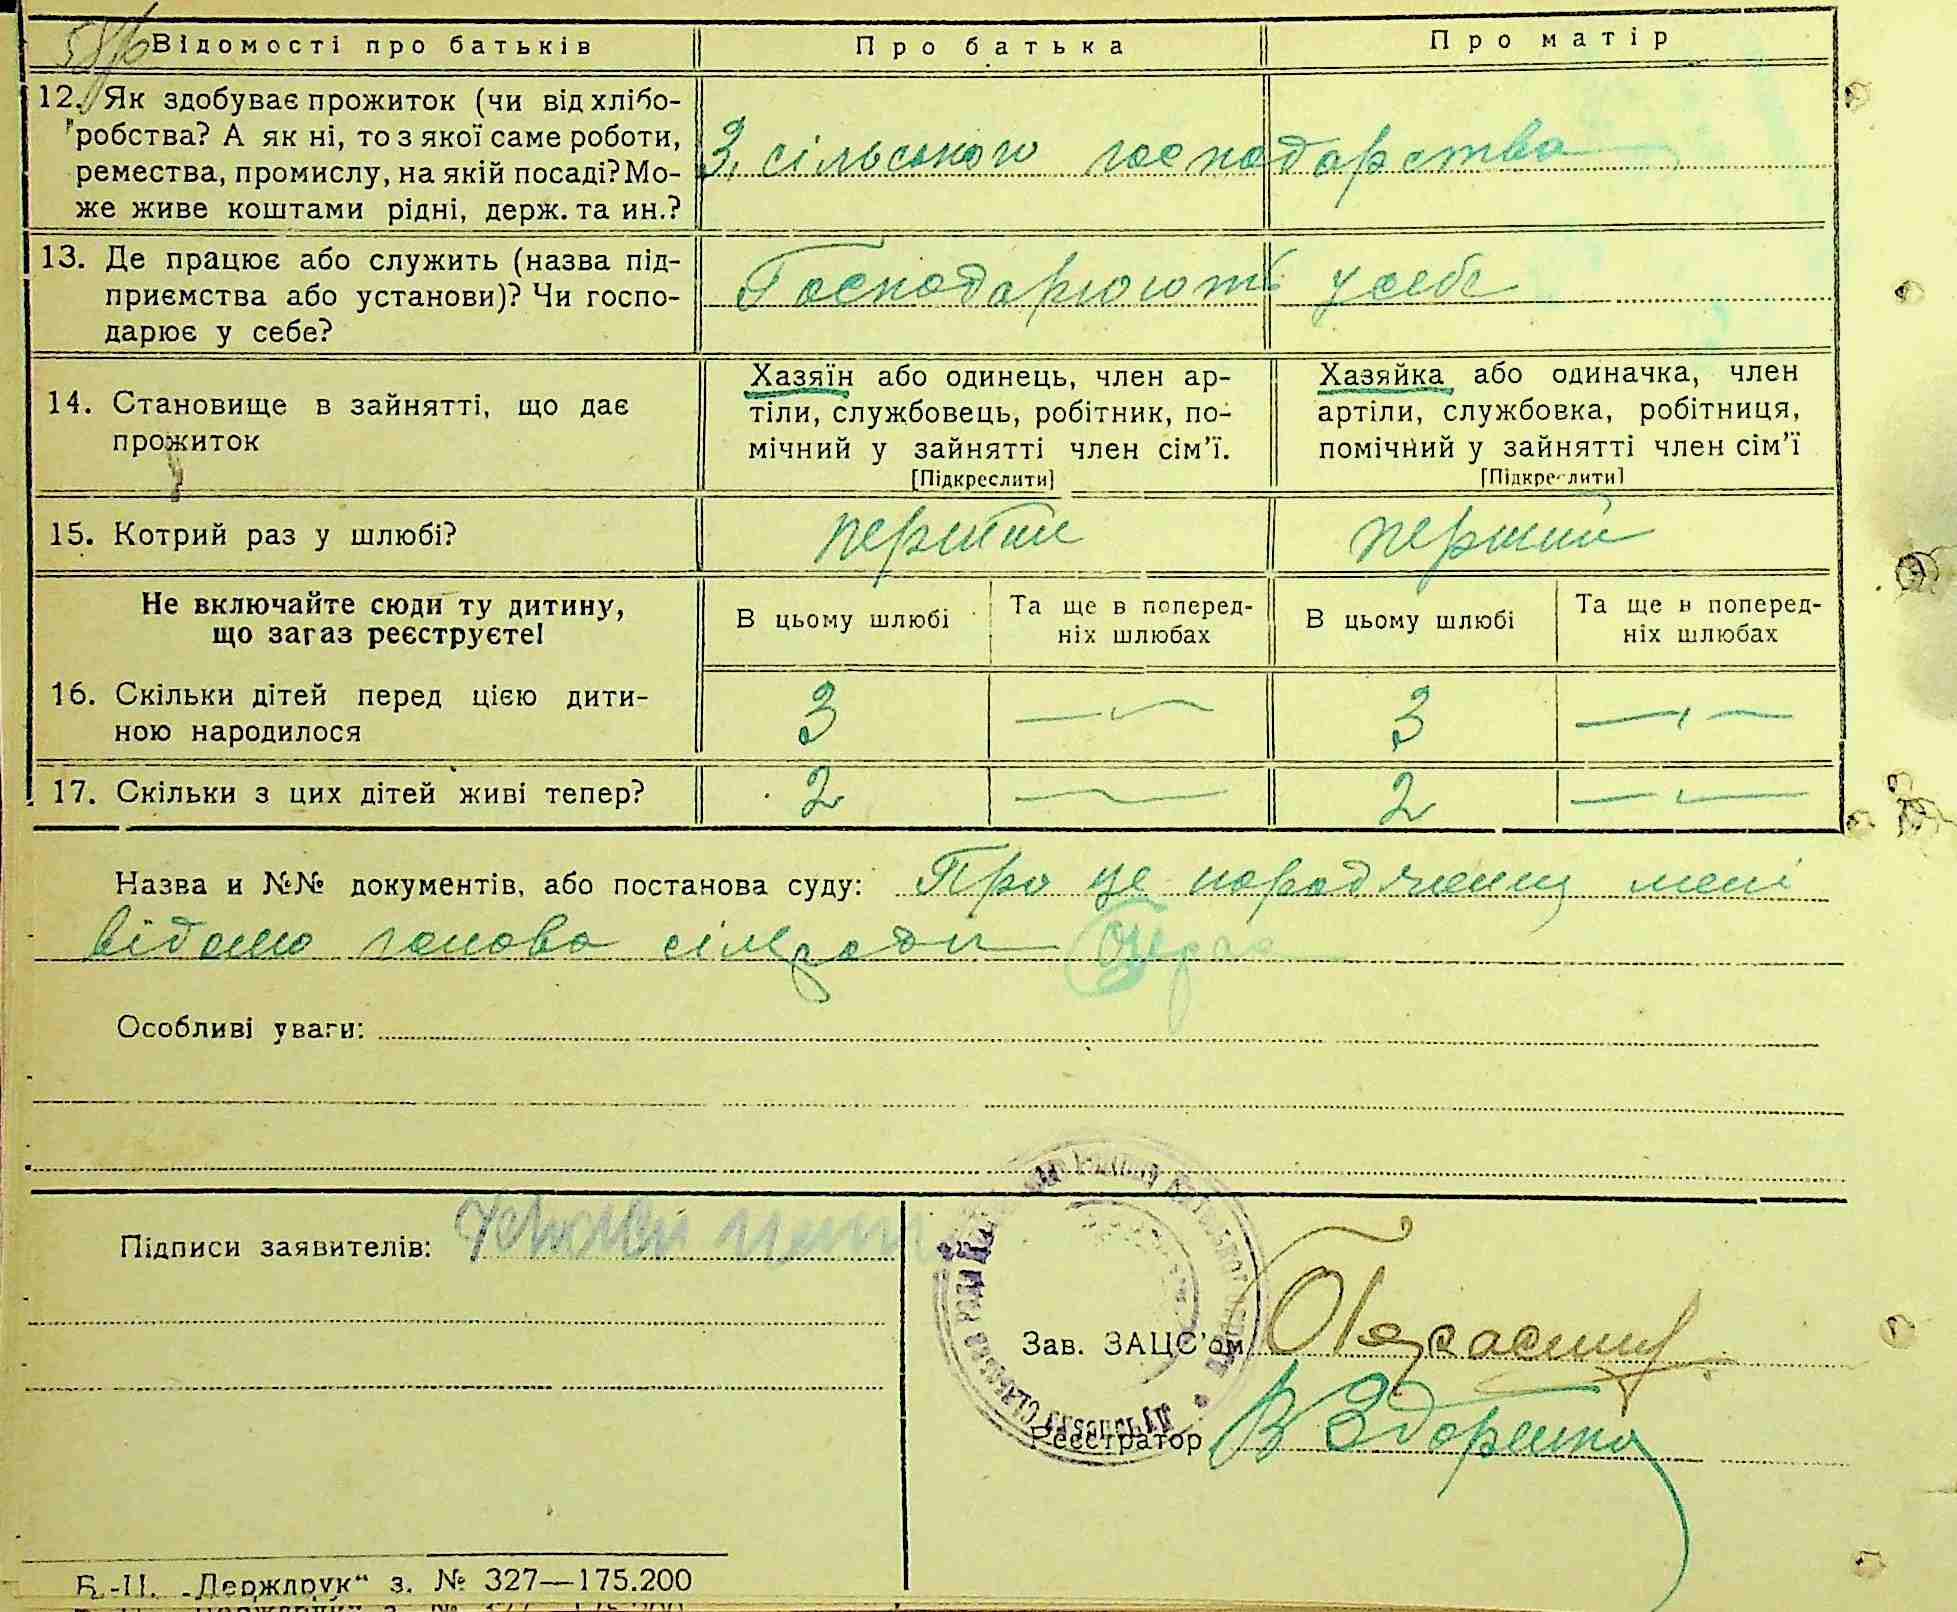 Відомості про батьків
Про батька
Про матір
12. Як здобуває прожиток (чи від хлібо-
робства? А як ні, то з якої саме роботи,
ремества, промислу, на якій посаді? Мо-
же живе коштами рідні, держ. та ин.?
З сільського господарства
13. Де працює або служить (назва під-
приємства або установи)? Чи госпо-
дарює у себе?
Господарюють у себе
14. Становище в зайнятті, що дає
прожиток
Хазяїн або одинець, член ар-
тіли, службовець, робітник, по-
мічний у зайнятті член сім'ї.
[Підкреслити]
Хазяйка або одиначка, член
артіли, службовка, робітниця,
помічний у зайнятті член сім'ї
[Підкреслити]
15. Котрий раз у шлюбі?
перший
перший
Не включайте сюди ту дитину,
що зараз реєструєте!
В цьому шлюбі
Та ще в поперед-
ніх шлюбах
В цьому шлюбі
Та ще в поперед-
ніх шлюбах
16. Скільки дітей перед цією дити-
ною народилося
3
3
17. Скільки з цих дітей живі тепер?
2
2
Назва и №№ документів, або постанова суду: Про це народження мені
відомо голова сільради
Особливі уваги:
Підписи заявителів:
Зав. ЗАЦС'ом
Реєстратор
Б.-Ц. „Держдрук“ з. № 327—175.200